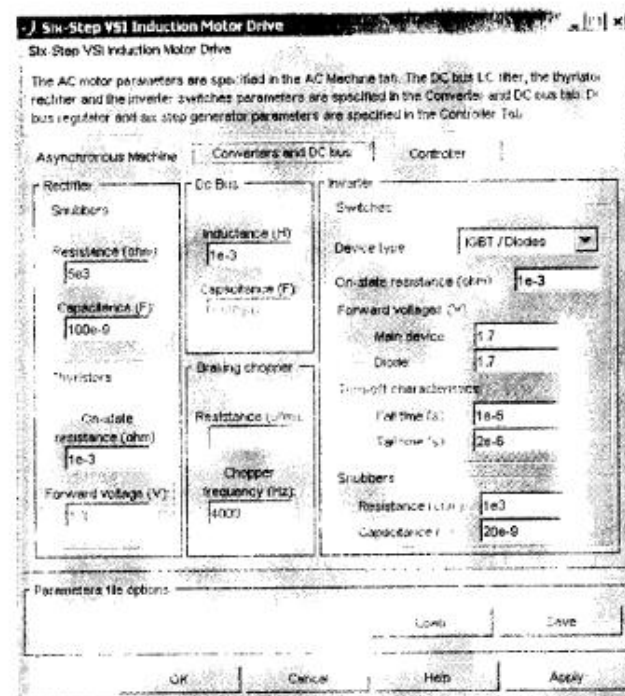 Six-Step VSI Induction Motor Drive
Six-Step VSI Induction Motor Drive
The AC motor parameters are specified in the AC Machine tab. The DC bus LC filter, the thyristor
rectifier and the inverter switches parameters are specified in the Converter and DC bus tab.
bus regulator and six step generator parameters are specified in the Controller Tab
Asynchronous Machine
Converters and DC bus
Controller
Rectifier
Snubbers
Resistance (ohm)
5e3
Capacitance (F):
100e-9
Thyristors
On-state
resistance (ohm)
1e-3
Forward voltage (V):
Dc Bus
Inductance (H)
1e-3
Capacitance (F):
Braking chopper
Resistance (ohm):
Chopper
frequency (Hz):
4000
Inverter
Switches
Device type
IGBT / Diodes
On-state resistance (ohm)
1e-3
Forward voltages (V)
Main device
1.7
Diode
1.7
Turn-off characteristics
Fall time (s)
1e-6
Tail time (s)
2e-6
Snubbers
Resistance (ohm)
1e3
Capacitance
20e-9
Parameters file options
Load
Save
OK
Cancel
Help
Apply